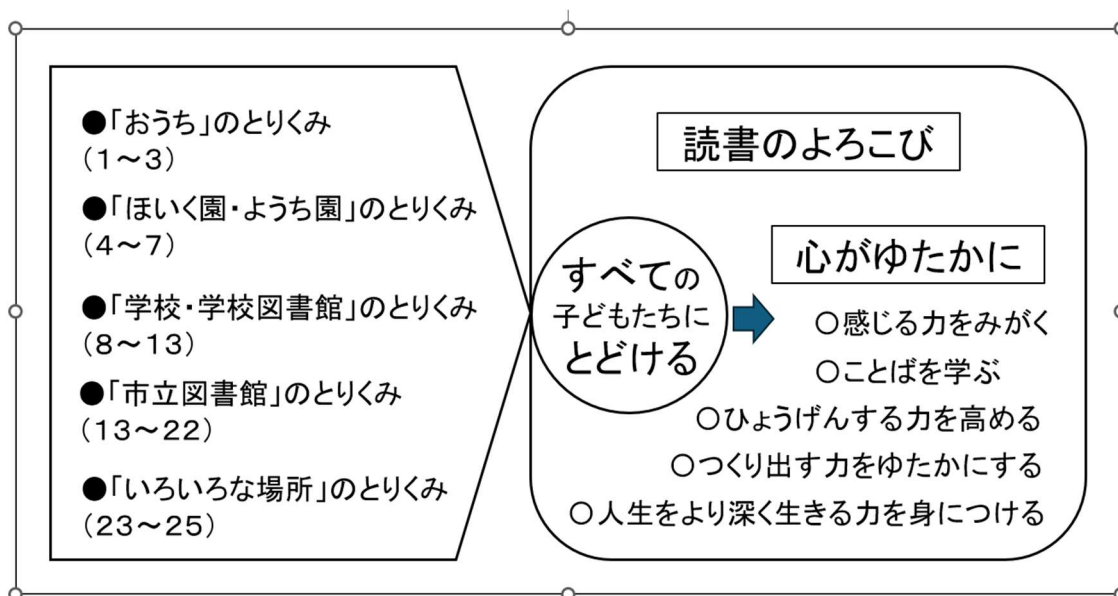 ●「おうち」のとりくみ
(1～3)
●「ほいく園・ようち園」のとりくみ
(4～7)
●「学校・学校図書館」のとりくみ
(8～13)
●「市立図書館」のとりくみ
(13～22)
●「いろいろな場所」のとりくみ
(23～25)
すべての
子どもたちに
とどける
読書のよろこび
心がゆたかに
○感じる力をみがく
○ことばを学ぶ
○ひょうげんする力を高める
○つくり出す力をゆたかにする
○人生をより深く生きる力を身につける